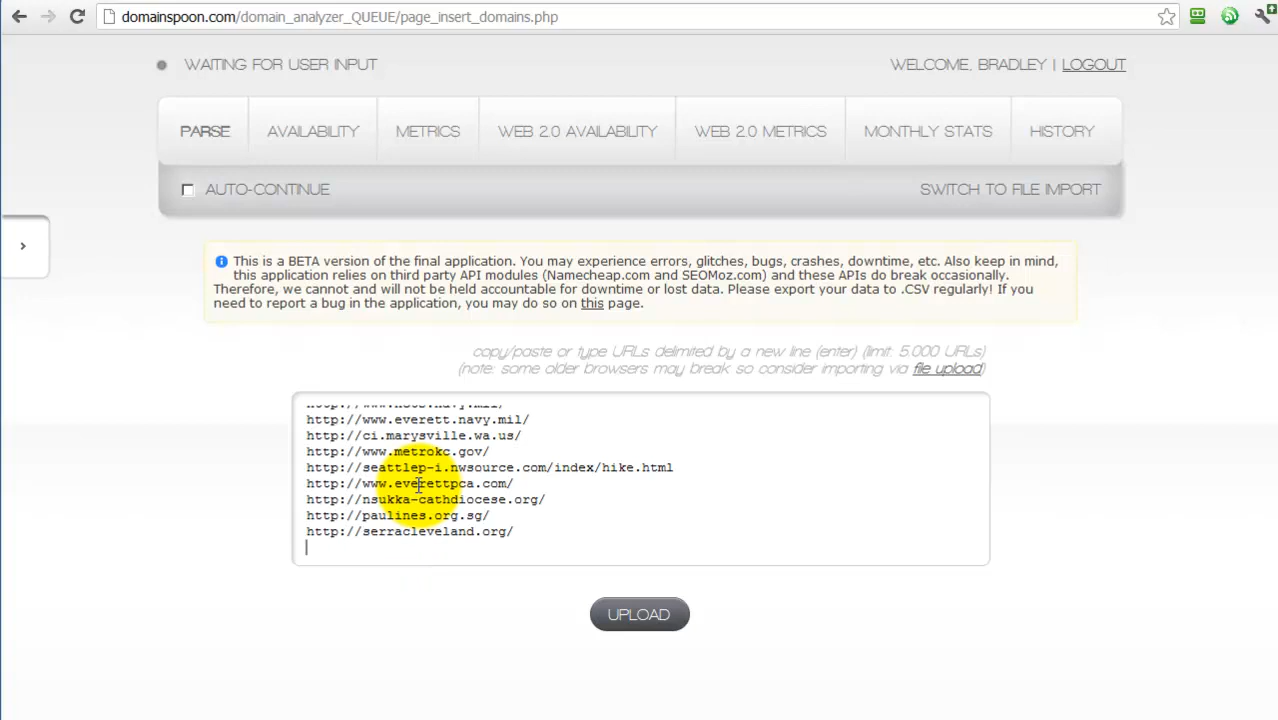 domainspoon.com/domain_analyzer_QUEUE/page_insert_domains.php
WAITING FOR USER INPUT
WELCOME, BRADLEY | LOGOUT
PARSE AVAILABILITY METRICS WEB 2.0 AVAILABILITY WEB 2.0 METRICS MONTHLY STATS HISTORY
AUTO-CONTINUE SWITCH TO FILE IMPORT
This is a BETA version of the final application. You may experience errors, glitches, bugs, crashes, downtime, etc. Also keep in mind,
this application relies on third party API modules (Namecheap.com and SEOMoz.com) and these APIs do break occasionally.
Therefore, we cannot and will not be held accountable for downtime or lost data. Please export your data to .CSV regularly! If you
need to report a bug in the application, you may do so on this page.
copy/paste or type URLs delimited by a new line (enter) (limit: 5.000 URLs)
(note: some older browsers may break so consider importing via file upload)
http://www.everett.navy.mil/
http://ci.marysville.wa.us/
http://www.metrokc.gov/
http://seattlep-i.nwsource.com/index/hike.html
http://www.everettpca.com/
http://nsukka-cathdiocese.org/
http://paulines.org.sg/
http://serracleveland.org/
UPLOAD